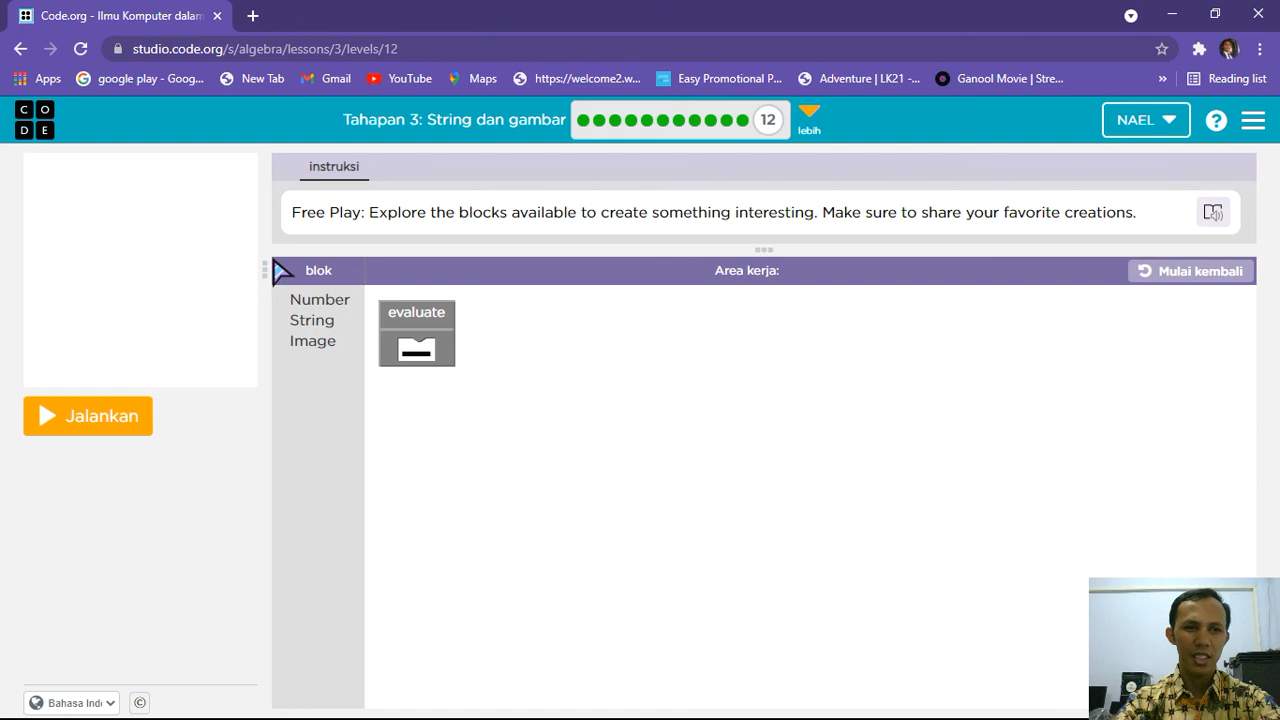 Code.org - Ilmu Komputer dalam
studio.code.org/s/algebra/lessons/3/levels/12
Apps
google play - Goog...
New Tab
Gmail
YouTube
Maps
https://welcome2.w...
Easy Promotional P...
Adventure | LK21 -...
Ganool Movie | Stre...
»
Reading list
C O
D E
Tahapan 3: String dan gambar
12
lebih
NAEL
?
instruksi
Free Play: Explore the blocks available to create something interesting. Make sure to share your favorite creations.
blok
Area kerja:
Mulai kembali
Number
String
Image
evaluate
Jalankan
Bahasa Ind
©